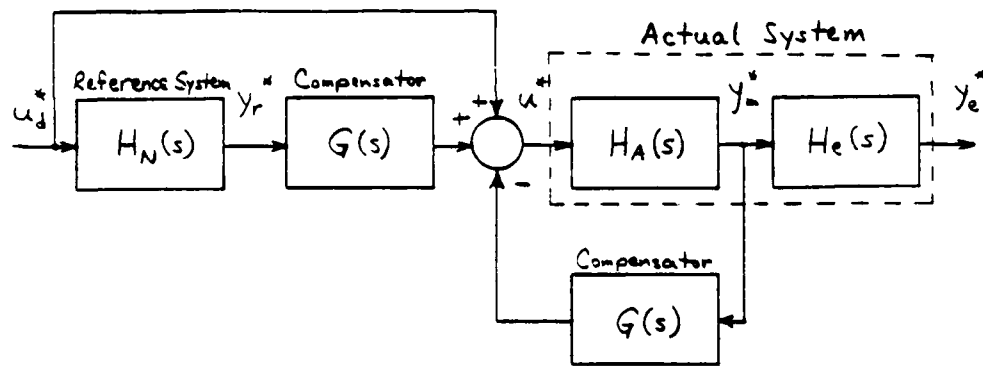 Actual System
Reference System
Compensator
u_d^*
H_N(s)
y_r^*
G(s)
+
+
-
u^*
H_A(s)
y_m^*
H_e(s)
y_e^*
Compensator
G(s)